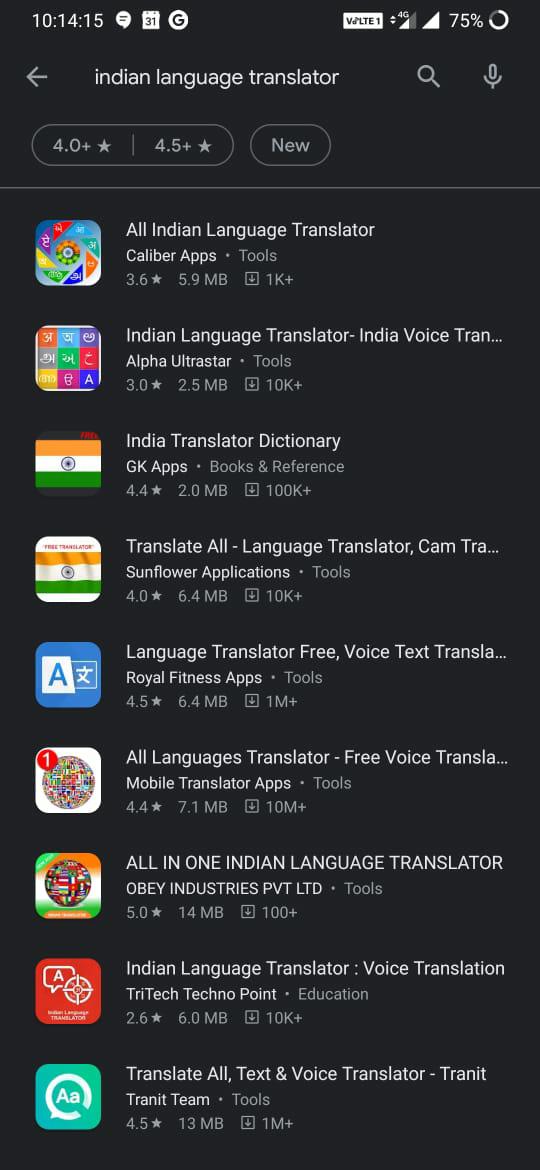 10:14:15 31 G VoLTE 1 4G 75%
indian language translator
4.0+ ★ 4.5+ ★ New
All Indian Language Translator
Caliber Apps • Tools
3.6★ 5.9 MB 1K+
Indian Language Translator- India Voice Tran...
Alpha Ultrastar • Tools
3.0★ 2.5 MB 10K+
FREE
India Translator Dictionary
GK Apps • Books & Reference
4.4★ 2.0 MB 100K+
"FREE TRANSLATOR"
Translate All - Language Translator, Cam Tra...
Sunflower Applications • Tools
4.0★ 6.4 MB 10K+
A 文
Language Translator Free, Voice Text Transla...
Royal Fitness Apps • Tools
4.5★ 6.4 MB 1M+
1
All Languages Translator - Free Voice Transla...
Mobile Translator Apps • Tools
4.4★ 7.1 MB 10M+
ALL IN ONE INDIAN LANGUAGE TRANSLATOR
OBEY INDUSTRIES PVT LTD • Tools
5.0★ 14 MB 100+
A
Indian Language
TRANSLATOR
Indian Language Translator : Voice Translation
TriTech Techno Point • Education
2.6★ 6.0 MB 10K+
Aa
Translate All, Text & Voice Translator - Tranit
Tranit Team • Tools
4.5★ 13 MB 1M+